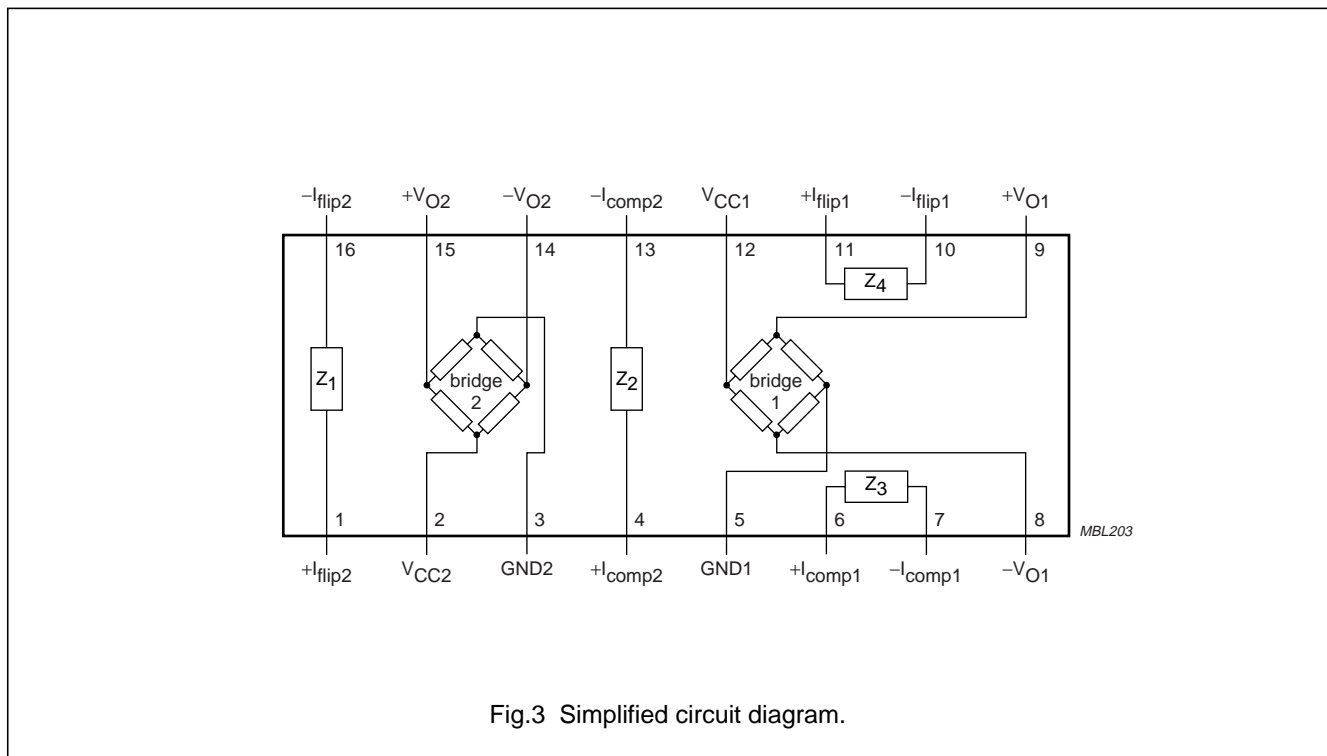 −Iflip2 +VO2 −VO2 −Icomp2 VCC1 +Iflip1 −Iflip1 +VO1
16 15 14 13 12 11 10 9
Z4
Z1 bridge 2 Z2 bridge 1
Z3
1 2 3 4 5 6 7 8
MBL203
+Iflip2 VCC2 GND2 +Icomp2 GND1 +Icomp1 −Icomp1 −VO1
Fig.3 Simplified circuit diagram.